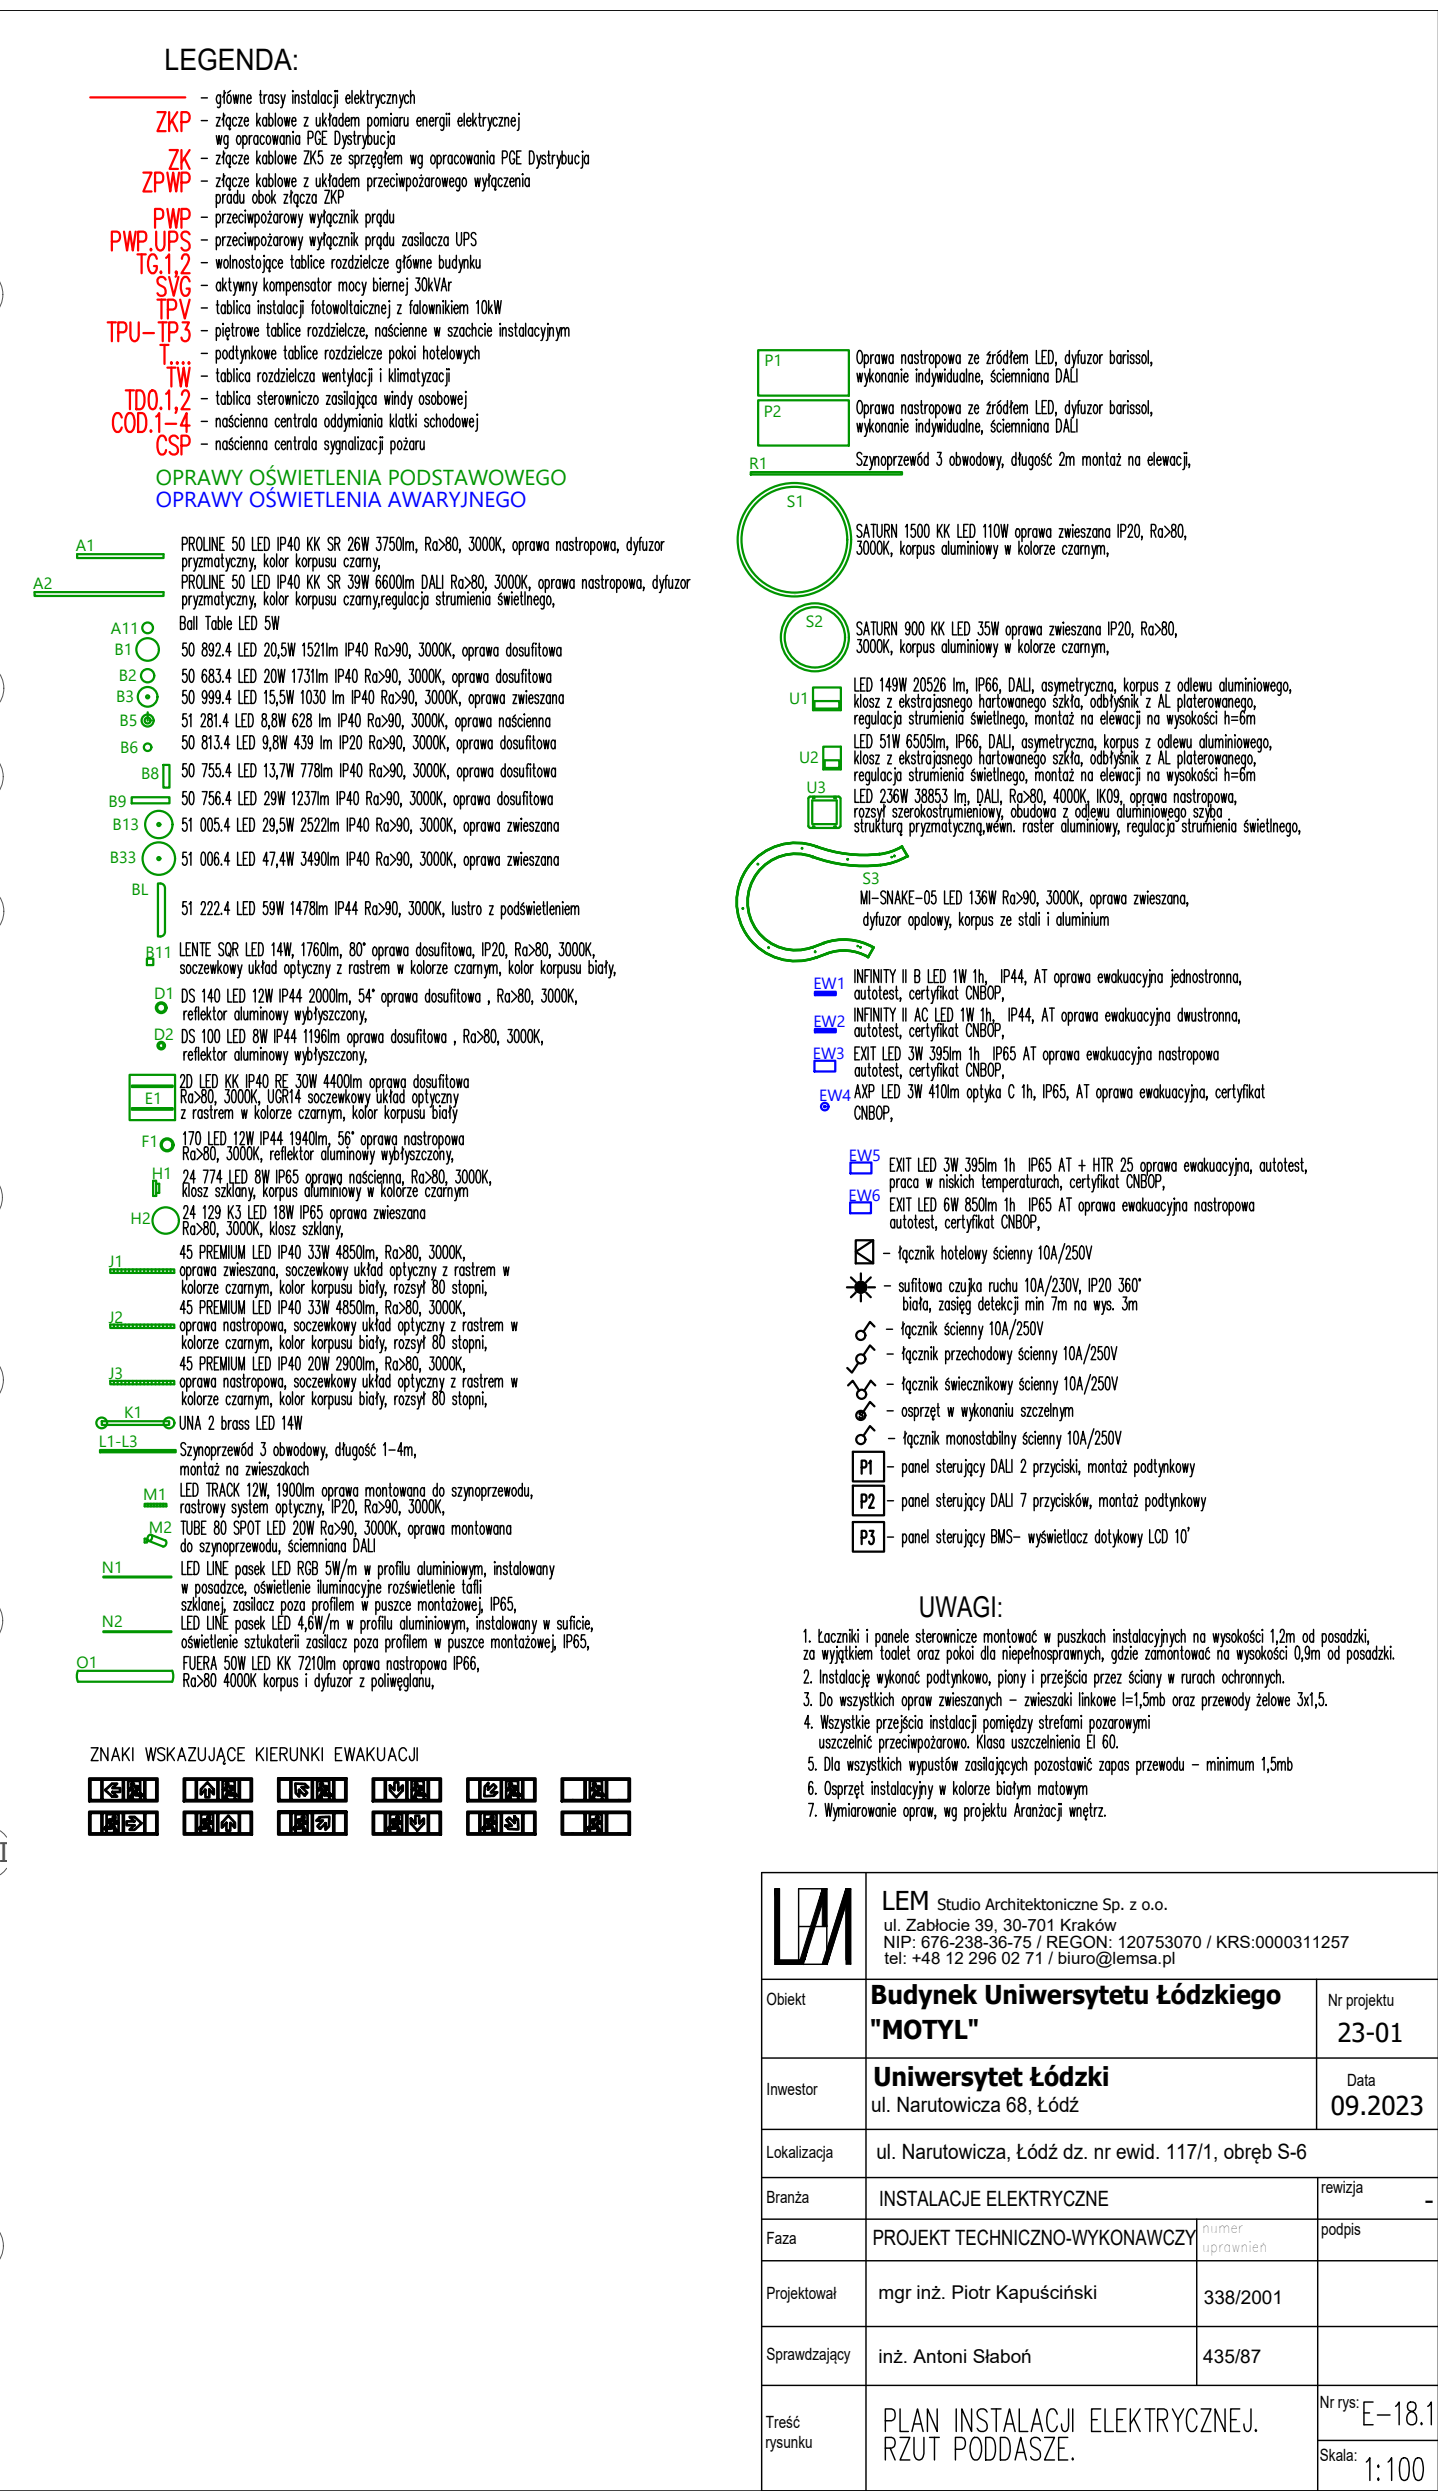 LEGENDA:
– główne trasy instalacji elektrycznych
ZKP – złącze kablowe z układem pomiaru energii elektrycznej
wg opracowania PGE Dystrybucja
ZK – złącze kablowe ZK5 ze sprzęgłem wg opracowania PGE Dystrybucja
ZPWP – złącze kablowe z układem przeciwpożarowego wyłączenia
prądu obok złącza ZKP
PWP – przeciwpożarowy wyłącznik prądu
PWP.UPS – przeciwpożarowy wyłącznik prądu zasilacza UPS
TG.1,2 – wolnostojące tablice rozdzielcze główne budynku
SVG – aktywny kompensator mocy biernej 30kVAr
TPV – tablica instalacji fotowoltaicznej z falownikiem 10kW
TPU–TP3 – piętrowe tablice rozdzielcze, naścienne w szachcie instalacyjnym
T.... – podtynkowe tablice rozdzielcze pokoi hotelowych
TW – tablica rozdzielcza wentylacji i klimatyzacji
TDO.1,2 – tablica sterowniczo zasilająca windy osobowej
COD.1–4 – naścienna centrala oddymiania klatki schodowej
CSP – naścienna centrala sygnalizacji pożaru
OPRAWY OŚWIETLENIA PODSTAWOWEGO
OPRAWY OŚWIETLENIA AWARYJNEGO
A1 PROLINE 50 LED IP40 KK SR 26W 3750lm, Ra>80, 3000K, oprawa nastropowa, dyfuzor
pryzmatyczny, kolor korpusu czarny,
A2 PROLINE 50 LED IP40 KK SR 39W 6600lm DALI Ra>80, 3000K, oprawa nastropowa, dyfuzor
pryzmatyczny, kolor korpusu czarny,regulacja strumienia świetlnego,
A11 Ball Table LED 5W
B1 50 892.4 LED 20,5W 1521lm IP40 Ra>90, 3000K, oprawa dosufitowa
B2 50 683.4 LED 20W 1731lm IP40 Ra>90, 3000K, oprawa dosufitowa
B3 50 999.4 LED 15,5W 1030 lm IP40 Ra>90, 3000K, oprawa zwieszana
B5 51 281.4 LED 8,8W 628 lm IP40 Ra>90, 3000K, oprawa naścienna
B6 50 813.4 LED 9,8W 439 lm IP20 Ra>90, 3000K, oprawa dosufitowa
B8 50 755.4 LED 13,7W 778lm IP40 Ra>90, 3000K, oprawa dosufitowa
B9 50 756.4 LED 29W 1237lm IP40 Ra>90, 3000K, oprawa dosufitowa
B13 51 005.4 LED 29,5W 2522lm IP40 Ra>90, 3000K, oprawa zwieszana
B33 51 006.4 LED 47,4W 3490lm IP40 Ra>90, 3000K, oprawa zwieszana
BL 51 222.4 LED 59W 1478lm IP44 Ra>90, 3000K, lustro z podświetleniem
B11 LENTE SQR LED 14W, 1760lm, 80° oprawa dosufitowa, IP20, Ra>80, 3000K,
soczewkowy układ optyczny z rastrem w kolorze czarnym, kolor korpusu biały,
D1 DS 140 LED 12W IP44 2000lm, 54° oprawa dosufitowa , Ra>80, 3000K,
reflektor aluminowy wybłyszczony,
D2 DS 100 LED 8W IP44 1196lm oprawa dosufitowa , Ra>80, 3000K,
reflektor aluminowy wybłyszczony,
E1 2D LED KK IP40 RE 30W 4400lm oprawa dosufitowa
Ra>80, 3000K, UGR14 soczewkowy układ optyczny
z rastrem w kolorze czarnym, kolor korpusu biały
F1 170 LED 12W IP44 1940lm, 56° oprawa nastropowa
Ra>80, 3000K, reflektor aluminowy wybłyszczony,
H1 24 774 LED 8W IP65 oprawa naścienna, Ra>80, 3000K,
klosz szklany, korpus aluminiowy w kolorze czarnym
H2 24 129 K3 LED 18W IP65 oprawa zwieszana
Ra>80, 3000K, klosz szklany,
J1 45 PREMIUM LED IP40 33W 4850lm, Ra>80, 3000K,
oprawa zwieszana, soczewkowy układ optyczny z rastrem w
kolorze czarnym, kolor korpusu biały, rozsył 80 stopni,
J2 45 PREMIUM LED IP40 33W 4850lm, Ra>80, 3000K,
oprawa nastropowa, soczewkowy układ optyczny z rastrem w
kolorze czarnym, kolor korpusu biały, rozsył 80 stopni,
J3 45 PREMIUM LED IP40 20W 2900lm, Ra>80, 3000K,
oprawa nastropowa, soczewkowy układ optyczny z rastrem w
kolorze czarnym, kolor korpusu biały, rozsył 80 stopni,
K1 UNA 2 brass LED 14W
L1-L3 Szynoprzewód 3 obwodowy, długość 1–4m,
montaż na zwieszakach
M1 LED TRACK 12W, 1900lm oprawa montowana do szynoprzewodu,
rastrowy system optyczny, IP20, Ra>90, 3000K,
M2 TUBE 80 SPOT LED 20W Ra>90, 3000K, oprawa montowana
do szynoprzewodu, ściemniana DALI
N1 LED LINE pasek LED RGB 5W/m w profilu aluminiowym, instalowany
w posadzce, oświetlenie iluminacyjne rozświetlenie tafli
szklanej, zasilacz poza profilem w puszce montażowej, IP65,
N2 LED LINE pasek LED 4,6W/m w profilu aluminiowym, instalowany w suficie,
oświetlenie sztukaterii zasilacz poza profilem w puszce montażowej, IP65,
O1 FUERA 50W LED KK 7210lm oprawa nastropowa IP66,
Ra>80 4000K korpus i dyfuzor z poliwęglanu,
ZNAKI WSKAZUJĄCE KIERUNKI EWAKUACJI
P1 Oprawa nastropowa ze źródłem LED, dyfuzor barissol,
wykonanie indywidualne, ściemniana DALI
P2 Oprawa nastropowa ze źródłem LED, dyfuzor barissol,
wykonanie indywidualne, ściemniana DALI
R1 Szynoprzewód 3 obwodowy, długość 2m montaż na elewacji,
S1 SATURN 1500 KK LED 110W oprawa zwieszana IP20, Ra>80,
3000K, korpus aluminiowy w kolorze czarnym,
S2 SATURN 900 KK LED 35W oprawa zwieszana IP20, Ra>80,
3000K, korpus aluminiowy w kolorze czarnym,
U1 LED 149W 20526 lm, IP66, DALI, asymetryczna, korpus z odlewu aluminiowego,
klosz z ekstrajasnego hartowanego szkła, odbłyśnik z AL platerowanego,
regulacja strumienia świetlnego, montaż na elewacji na wysokości h=6m
U2 LED 51W 6505lm, IP66, DALI, asymetryczna, korpus z odlewu aluminiowego,
klosz z ekstrajasnego hartowanego szkła, odbłyśnik z AL platerowanego,
regulacja strumienia świetlnego, montaż na elewacji na wysokości h=6m
U3 LED 236W 38853 lm, DALI, Ra>80, 4000K, IK09, oprawa nastropowa,
rozsył szerokostrumieniowy, obudowa z odlewu aluminiowego szyba
strukturą pryzmatyczną,wewn. raster aluminiowy, regulacja strumienia świetlnego,
S3
MI–SNAKE–05 LED 136W Ra>90, 3000K, oprawa zwieszana,
dyfuzor opalowy, korpus ze stali i aluminium
EW1 INFINITY II B LED 1W 1h, IP44, AT oprawa ewakuacyjna jednostronna,
autotest, certyfikat CNBOP,
EW2 INFINITY II AC LED 1W 1h, IP44, AT oprawa ewakuacyjna dwustronna,
autotest, certyfikat CNBOP,
EW3 EXIT LED 3W 395lm 1h IP65 AT oprawa ewakuacyjna nastropowa
autotest, certyfikat CNBOP,
EW4 AXP LED 3W 410lm optyka C 1h, IP65, AT oprawa ewakuacyjna, certyfikat
CNBOP,
EW5 EXIT LED 3W 395lm 1h IP65 AT + HTR 25 oprawa ewakuacyjna, autotest,
praca w niskich temperaturach, certyfikat CNBOP,
EW6 EXIT LED 6W 850lm 1h IP65 AT oprawa ewakuacyjna nastropowa
autotest, certyfikat CNBOP,
– łącznik hotelowy ścienny 10A/250V
– sufitowa czujka ruchu 10A/230V, IP20 360°
biała, zasięg detekcji min 7m na wys. 3m
– łącznik ścienny 10A/250V
– łącznik przechodowy ścienny 10A/250V
– łącznik świecznikowy ścienny 10A/250V
– osprzęt w wykonaniu szczelnym
– łącznik monostabilny ścienny 10A/250V
P1 – panel sterujący DALI 2 przyciski, montaż podtynkowy
P2 – panel sterujący DALI 7 przycisków, montaż podtynkowy
P3 – panel sterujący BMS– wyświetlacz dotykowy LCD 10'
UWAGI:
1. Łaczniki i panele sterownicze montować w puszkach instalacyjnych na wysokości 1,2m od posadzki,
za wyjątkiem toalet oraz pokoi dla niepełnosprawnych, gdzie zamontować na wysokości 0,9m od posadzki.
2. Instalację wykonać podtynkowo, piony i przejścia przez ściany w rurach ochronnych.
3. Do wszystkich opraw zwieszanych – zwieszaki linkowe l=1,5mb oraz przewody żelowe 3x1,5.
4. Wszystkie przejścia instalacji pomiędzy strefami pozarowymi
uszczelnić przeciwpożarowo. Klasa uszczelnienia EI 60.
5. Dla wszystkich wypustów zasilających pozostawić zapas przewodu – minimum 1,5mb
6. Osprzęt instalacyjny w kolorze białym matowym
7. Wymiarowanie opraw, wg projektu Aranżacji wnętrz.
LEM Studio Architektoniczne Sp. z o.o.
ul. Zabłocie 39, 30-701 Kraków
NIP: 676-238-36-75 / REGON: 120753070 / KRS:0000311257
tel: +48 12 296 02 71 / biuro@lemsa.pl
Obiekt Budynek Uniwersytetu Łódzkiego
"MOTYL"
Nr projektu
23-01
Inwestor Uniwersytet Łódzki
ul. Narutowicza 68, Łódź
Data
09.2023
Lokalizacja ul. Narutowicza, Łódź dz. nr ewid. 117/1, obręb S-6
Branża INSTALACJE ELEKTRYCZNE rewizja -
Faza PROJEKT TECHNICZNO-WYKONAWCZY numer
uprawnień podpis
Projektował mgr inż. Piotr Kapuściński 338/2001
Sprawdzający inż. Antoni Słaboń 435/87
Treść
rysunku
PLAN INSTALACJI ELEKTRYCZNEJ.
RZUT PODDASZE.
Nr rys: E–18.1
Skala: 1:100